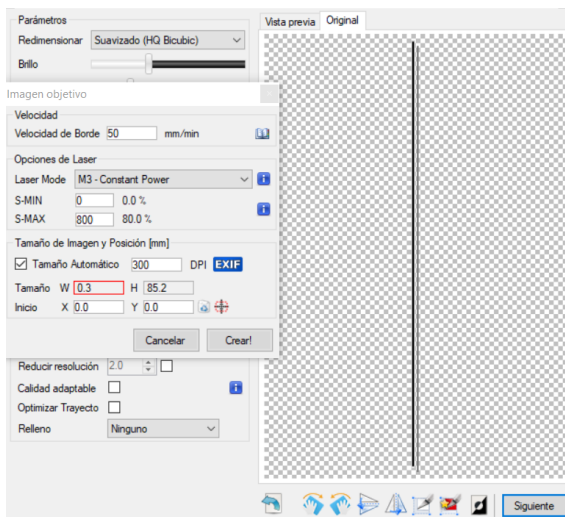 Parámetros
Redimensionar Suavizado (HQ Bicubic)
Brillo
Vista previa Original
Imagen objetivo
Velocidad
Velocidad de Borde 50 mm/min
Opciones de Laser
Laser Mode M3 - Constant Power
S-MIN 0 0.0 %
S-MAX 800 80.0 %
Tamaño de Imagen y Posición [mm]
Tamaño Automático 300 DPI EXIF
Tamaño W 0.3 H 85.2
Inicio X 0.0 Y 0.0
Cancelar Crear!
Reducir resolución 2.0
Calidad adaptable
Optimizar Trayecto
Relleno Ninguno
Siguiente